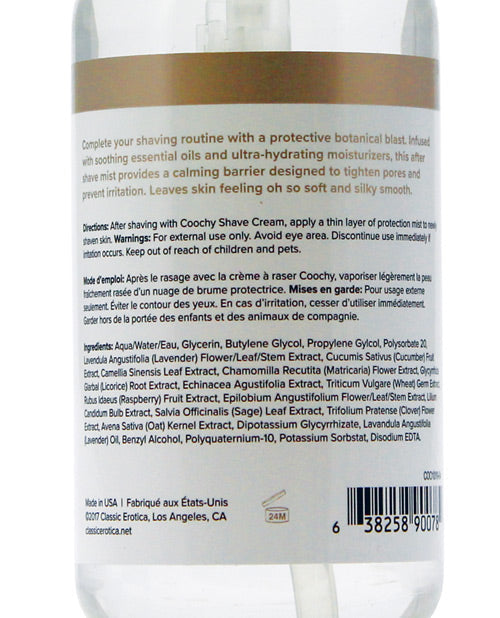 Complete your shaving routine with a protective botanical blast. Infused
with soothing essential oils and ultra-hydrating moisturizers, this after
shave mist provides a calming barrier designed to tighten pores and
prevent irritation. Leaves skin feeling oh so soft and silky smooth.
Directions: After shaving with Coochy Shave Cream, apply a thin layer of protection mist to newly
shaven skin. Warnings: For external use only. Avoid eye area. Discontinue use immediately if
irritation occurs. Keep out of reach of children and pets.
Mode d'emploi: Après le rasage avec la crème à raser Coochy, vaporiser légèrement la peau
fraîchement rasée d'un nuage de brume protectrice. Mises en garde: Pour usage externe
seulement. Éviter le contour des yeux. En cas d'irritation, cesser d'utiliser immédiatement.
Garder hors de la portée des enfants et des animaux de compagnie.
Ingredients: Aqua/Water/Eau, Glycerin, Butylene Glycol, Propylene Gylcol, Polysorbate 20,
Lavendula Angustifolia (Lavender) Flower/Leaf/Stem Extract, Cucumis Sativus (Cucumber) Fruit
Extract, Camellia Sinensis Leaf Extract, Chamomilla Recutita (Matricaria) Flower Extract, Glycyrrhiza
Glarbal (Licorice) Root Extract, Echinacea Agustifolia Extract, Triticum Vulgare (Wheat) Germ Extract,
Rubus Idaeus (Raspberry) Fruit Extract, Epilobium Angustifolium Flower/Leaf/Stem Extract, Lilium
Candidum Bulb Extract, Salvia Officinalis (Sage) Leaf Extract, Trifolium Pratense (Clover) Flower
Extract, Avena Sativa (Oat) Kernel Extract, Dipotassium Glycyrrhizate, Lavandula Angustifolia
(Lavender) Oil, Benzyl Alcohol, Polyquaternium-10, Potassium Sorbstat, Disodium EDTA.
Made in USA | Fabriqué aux États-Unis
©2017 Classic Erotica, Los Angeles, CA
classicerotica.net
24M
6 38258 90078